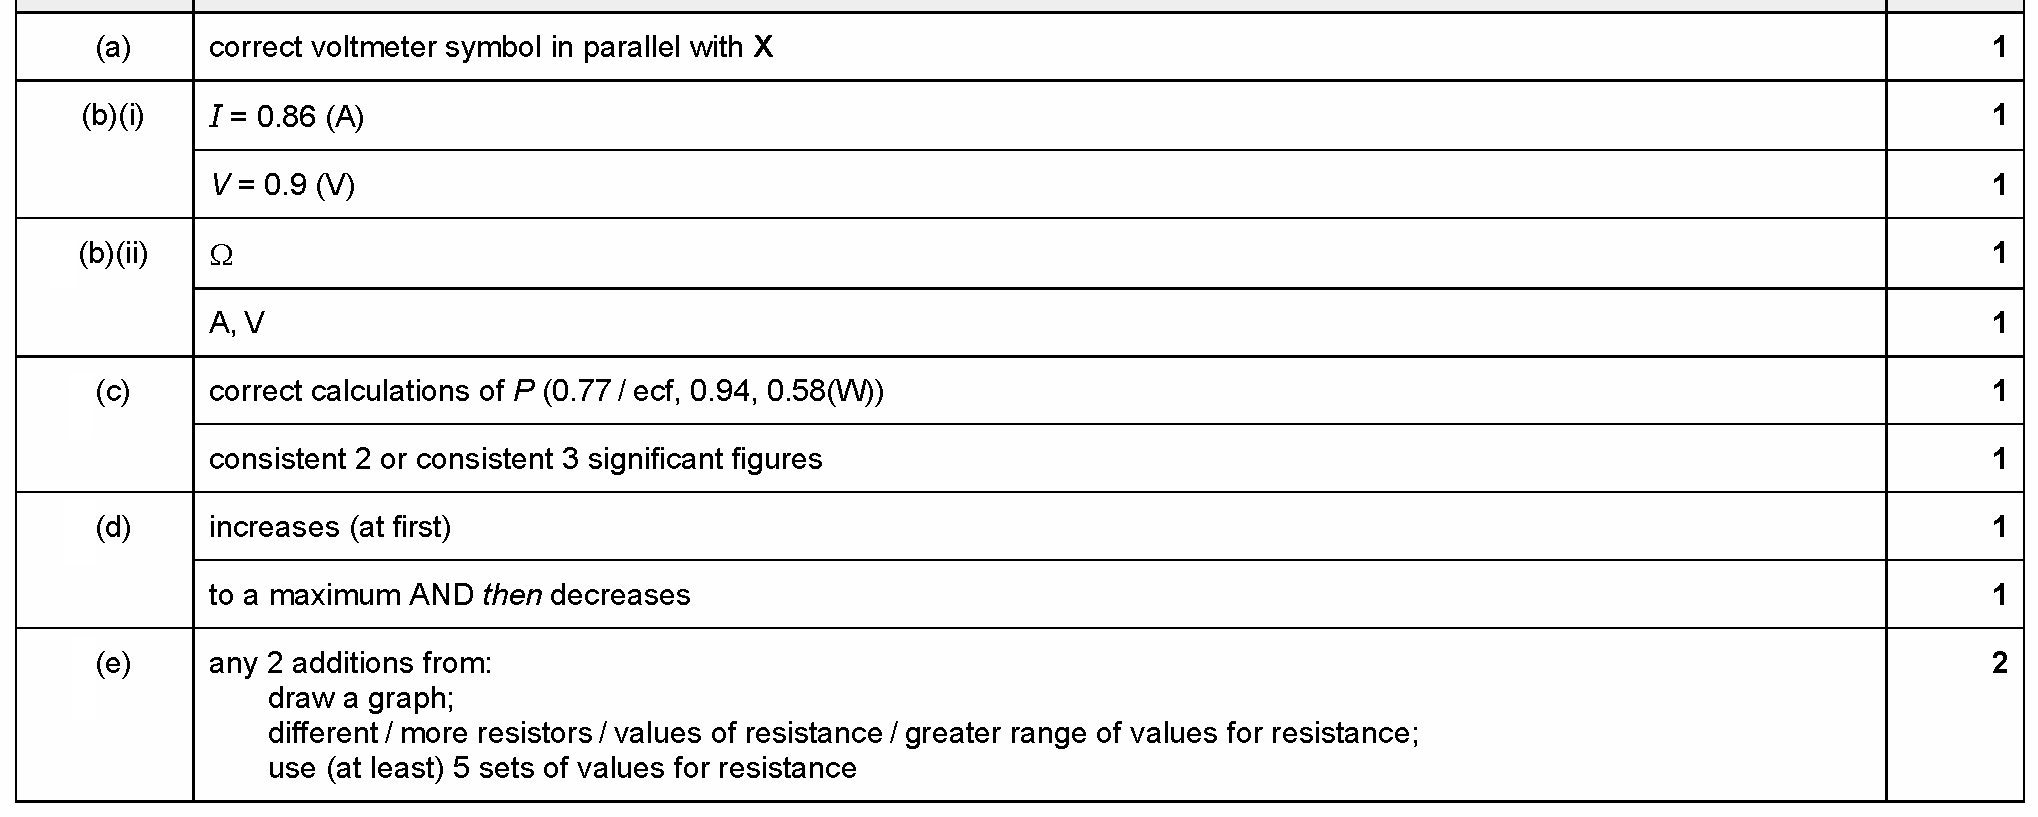 (a) correct voltmeter symbol in parallel with X 1
(b)(i) I = 0.86 (A) 1
V = 0.9 (V) 1
(b)(ii) Ω 1
A, V 1
(c) correct calculations of P (0.77 / ecf, 0.94, 0.58(W)) 1
consistent 2 or consistent 3 significant figures 1
(d) increases (at first) 1
to a maximum AND then decreases 1
(e) any 2 additions from: 2
draw a graph;
different / more resistors / values of resistance / greater range of values for resistance;
use (at least) 5 sets of values for resistance